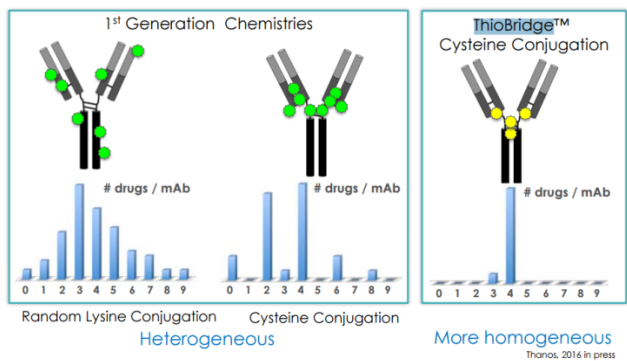 1st Generation Chemistries
# drugs / mAb
0 1 2 3 4 5 6 7 8 9
Random Lysine Conjugation
# drugs / mAb
0 1 2 3 4 5 6 7 8 9
Cysteine Conjugation
Heterogeneous
ThioBridge™
Cysteine Conjugation
# drugs / mAb
0 1 2 3 4 5 6 7 8 9
More homogeneous
Thanos, 2016 in press